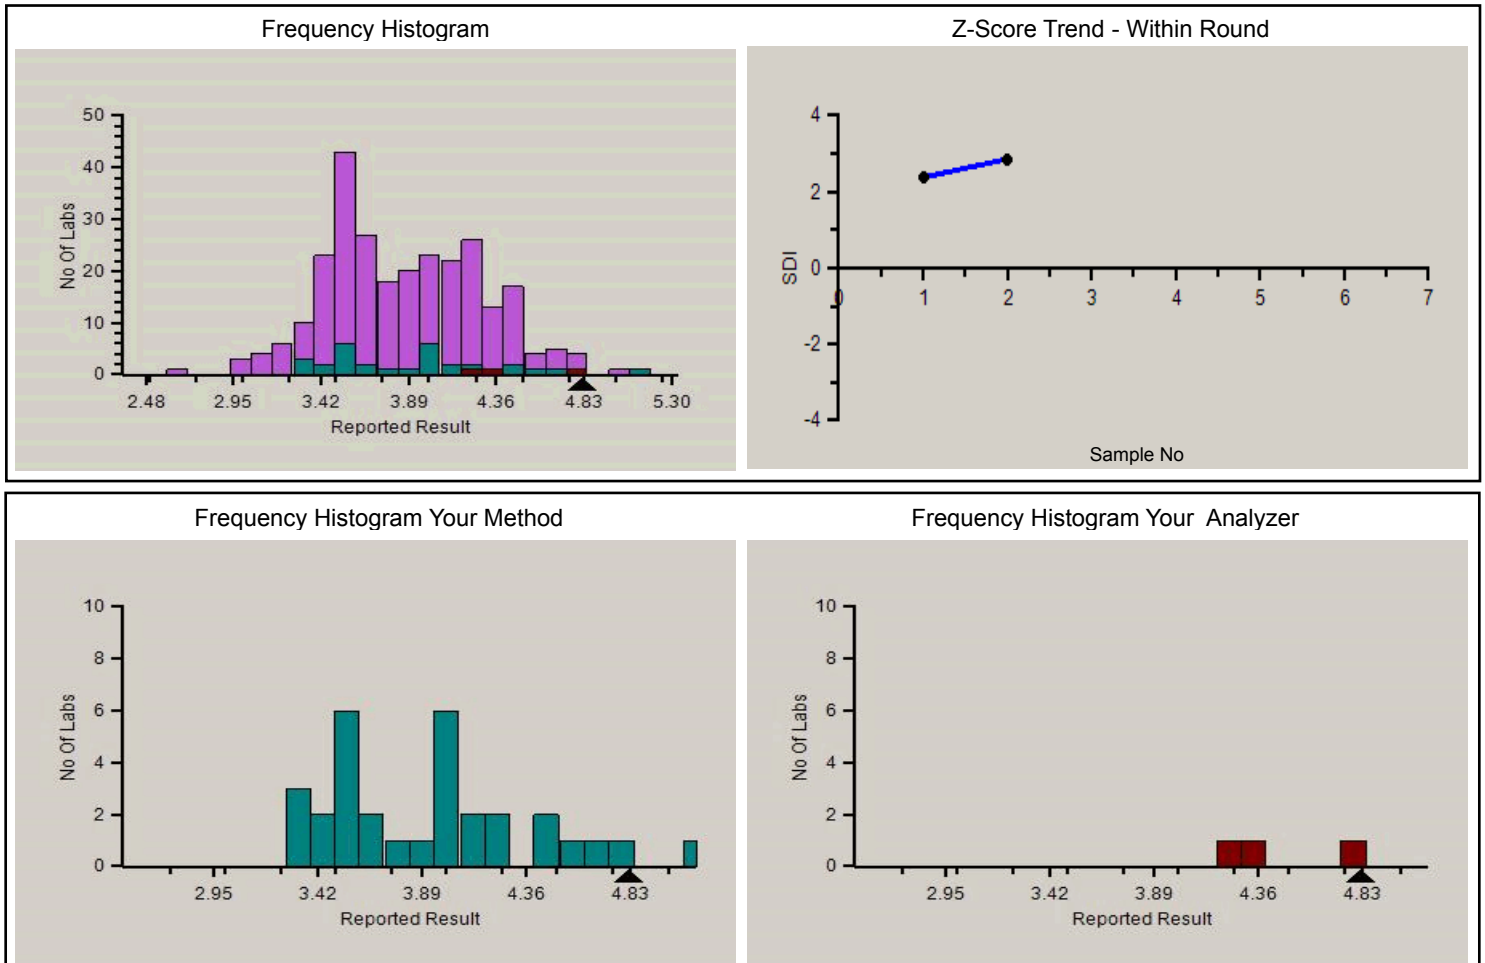 Frequency Histogram
50
40
30
20
10
0
No Of Labs
2.48 2.95 3.42 3.89 4.36 4.83 5.30
Reported Result
Z-Score Trend - Within Round
4
2
0
-2
-4
SDI
0 1 2 3 4 5 6 7
Sample No
Frequency Histogram Your Method
10
8
6
4
2
0
No Of Labs
2.95 3.42 3.89 4.36 4.83
Reported Result
Frequency Histogram Your Analyzer
10
8
6
4
2
0
No Of Labs
2.95 3.42 3.89 4.36 4.83
Reported Result